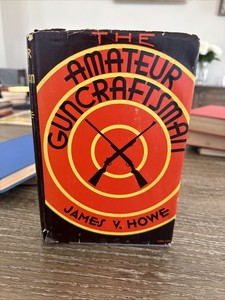 THE
AMATEUR
GUNCRAFTSMAN
JAMES V. HOWE